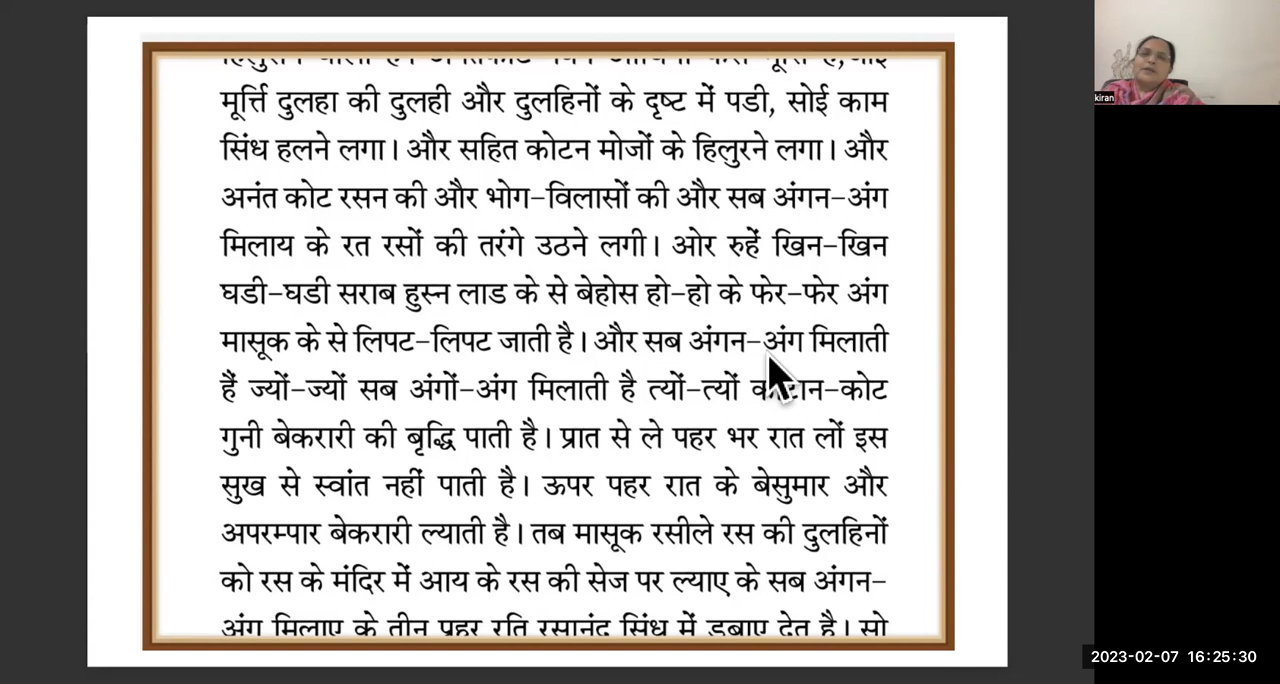 मूर्त्ति दुलहा की दुलही और दुलहिनों के दृष्ट में पडी, सोई काम
सिंध हलने लगा। और सहित कोटन मोजों के हिलुरने लगा। और
अनंत कोट रसन की और भोग-विलासों की और सब अंगन-अंग
मिलाय के रत रसों की तरंगे उठने लगी। ओर रुहें खिन-खिन
घडी-घडी सराब हुस्न लाड के से बेहोस हो-हो के फेर-फेर अंग
मासूक के से लिपट-लिपट जाती है। और सब अंगन-अंग मिलाती
हैं ज्यों-ज्यों सब अंगों-अंग मिलाती है त्यों-त्यों
गुनी बेकरारी की बृद्धि पाती है। प्रात से ले पहर भर रात लों इस
सुख से स्वांत नहीं पाती है। ऊपर पहर रात के बेसुमार और
अपरम्पार बेकरारी ल्याती है। तब मासूक रसीले रस की दुलहिनों
को रस के मंदिर में आय के रस की सेज पर ल्याए के सब अंगन-
अंग मिलाए के तीन प्रहर रति रसानंद सिंध में डुबाए देत है। सो
kiran
2023-02-07 16:25:30